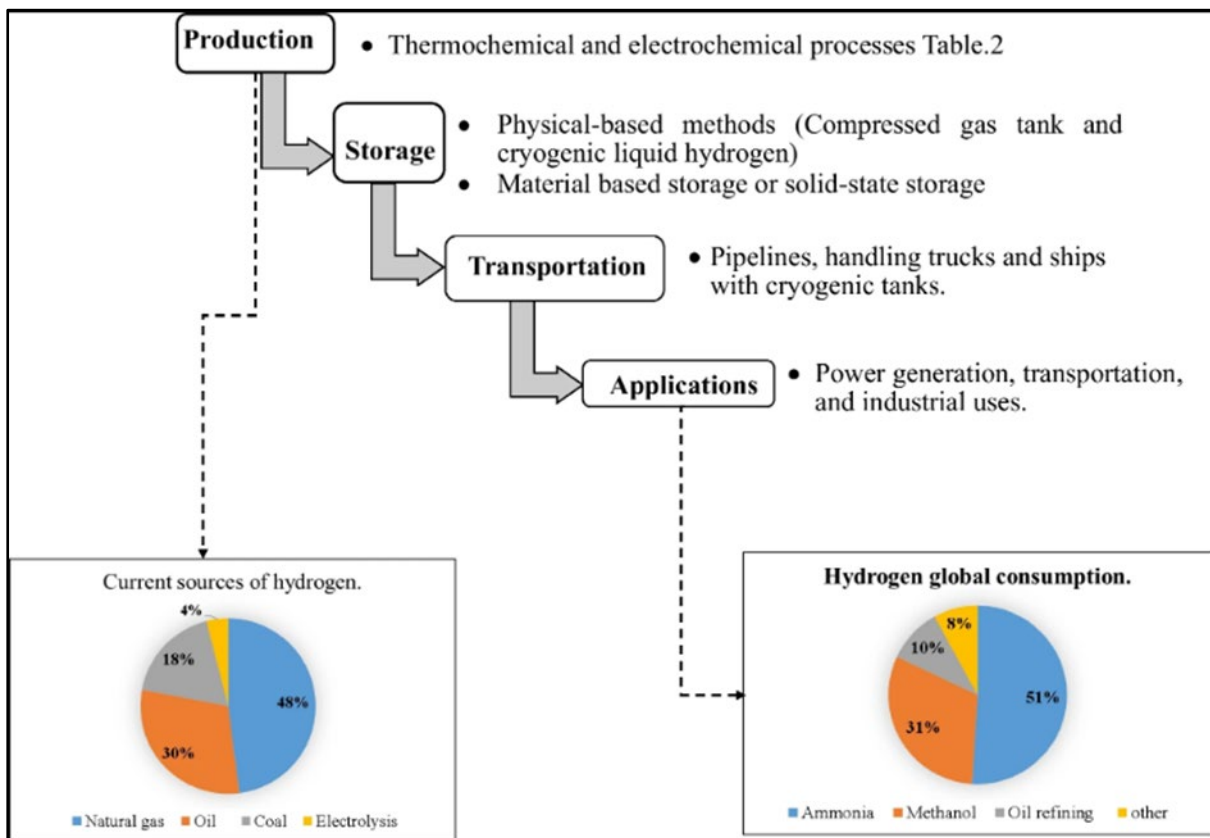 Production
• Thermochemical and electrochemical processes Table.2
Storage
• Physical-based methods (Compressed gas tank and
cryogenic liquid hydrogen)
• Material based storage or solid-state storage
Transportation
• Pipelines, handling trucks and ships
with cryogenic tanks.
Applications
• Power generation, transportation,
and industrial uses.
Current sources of hydrogen.
4%
18%
48%
30%
Natural gas Oil Coal Electrolysis
Hydrogen global consumption.
8%
10%
51%
31%
Ammonia Methanol Oil refining other